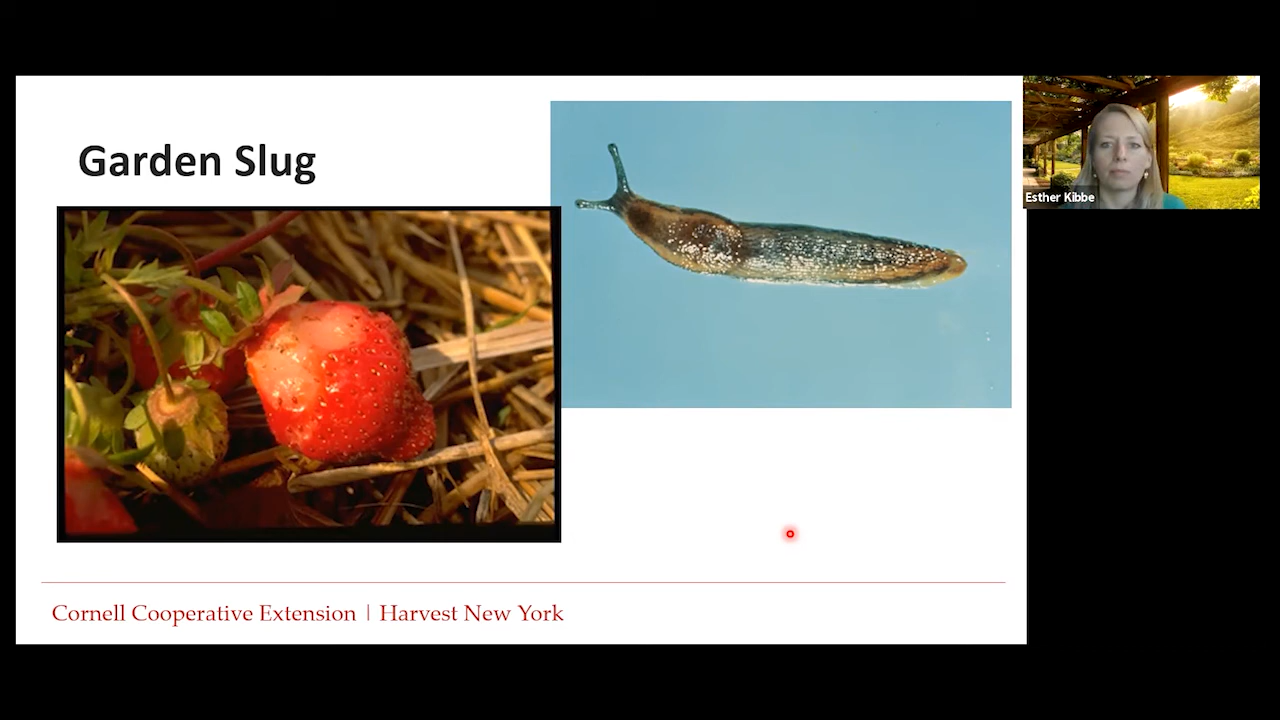 Garden Slug
Esther Kibbe
Cornell Cooperative Extension | Harvest New York